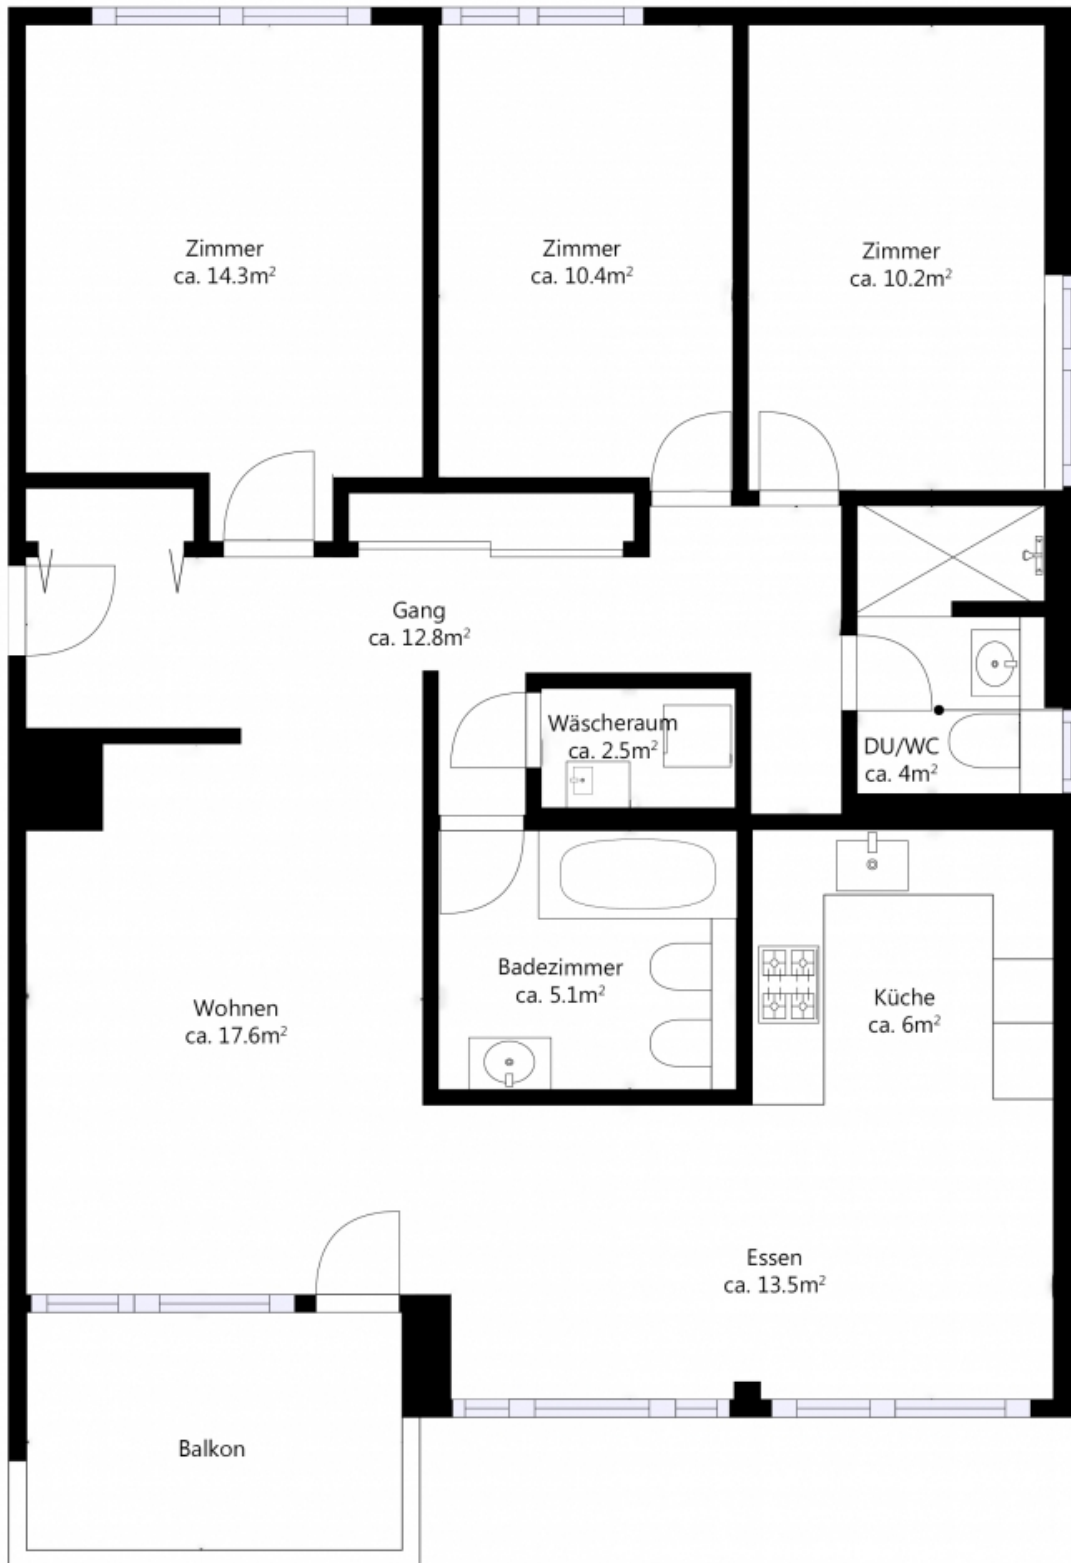 Zimmer
ca. 14.3m²
Zimmer
ca. 10.4m²
Zimmer
ca. 10.2m²
Gang
ca. 12.8m²
Wäscheraum
ca. 2.5m²
DU/WC
ca. 4m²
Badezimmer
ca. 5.1m²
Küche
ca. 6m²
Wohnen
ca. 17.6m²
Essen
ca. 13.5m²
Balkon